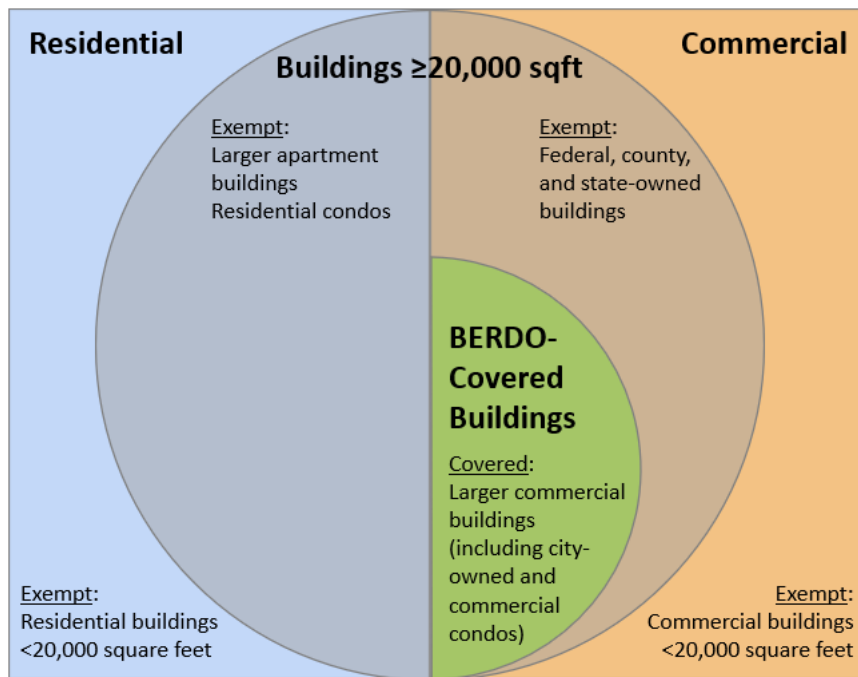 Residential
Commercial
Buildings ≥20,000 sqft
Exempt:
Larger apartment
buildings
Residential condos
Exempt:
Federal, county,
and state-owned
buildings
BERDO-
Covered
Buildings
Covered:
Larger commercial
buildings
(including city-
owned and
commercial
condos)
Exempt:
Residential buildings
<20,000 square feet
Exempt:
Commercial buildings
<20,000 square feet